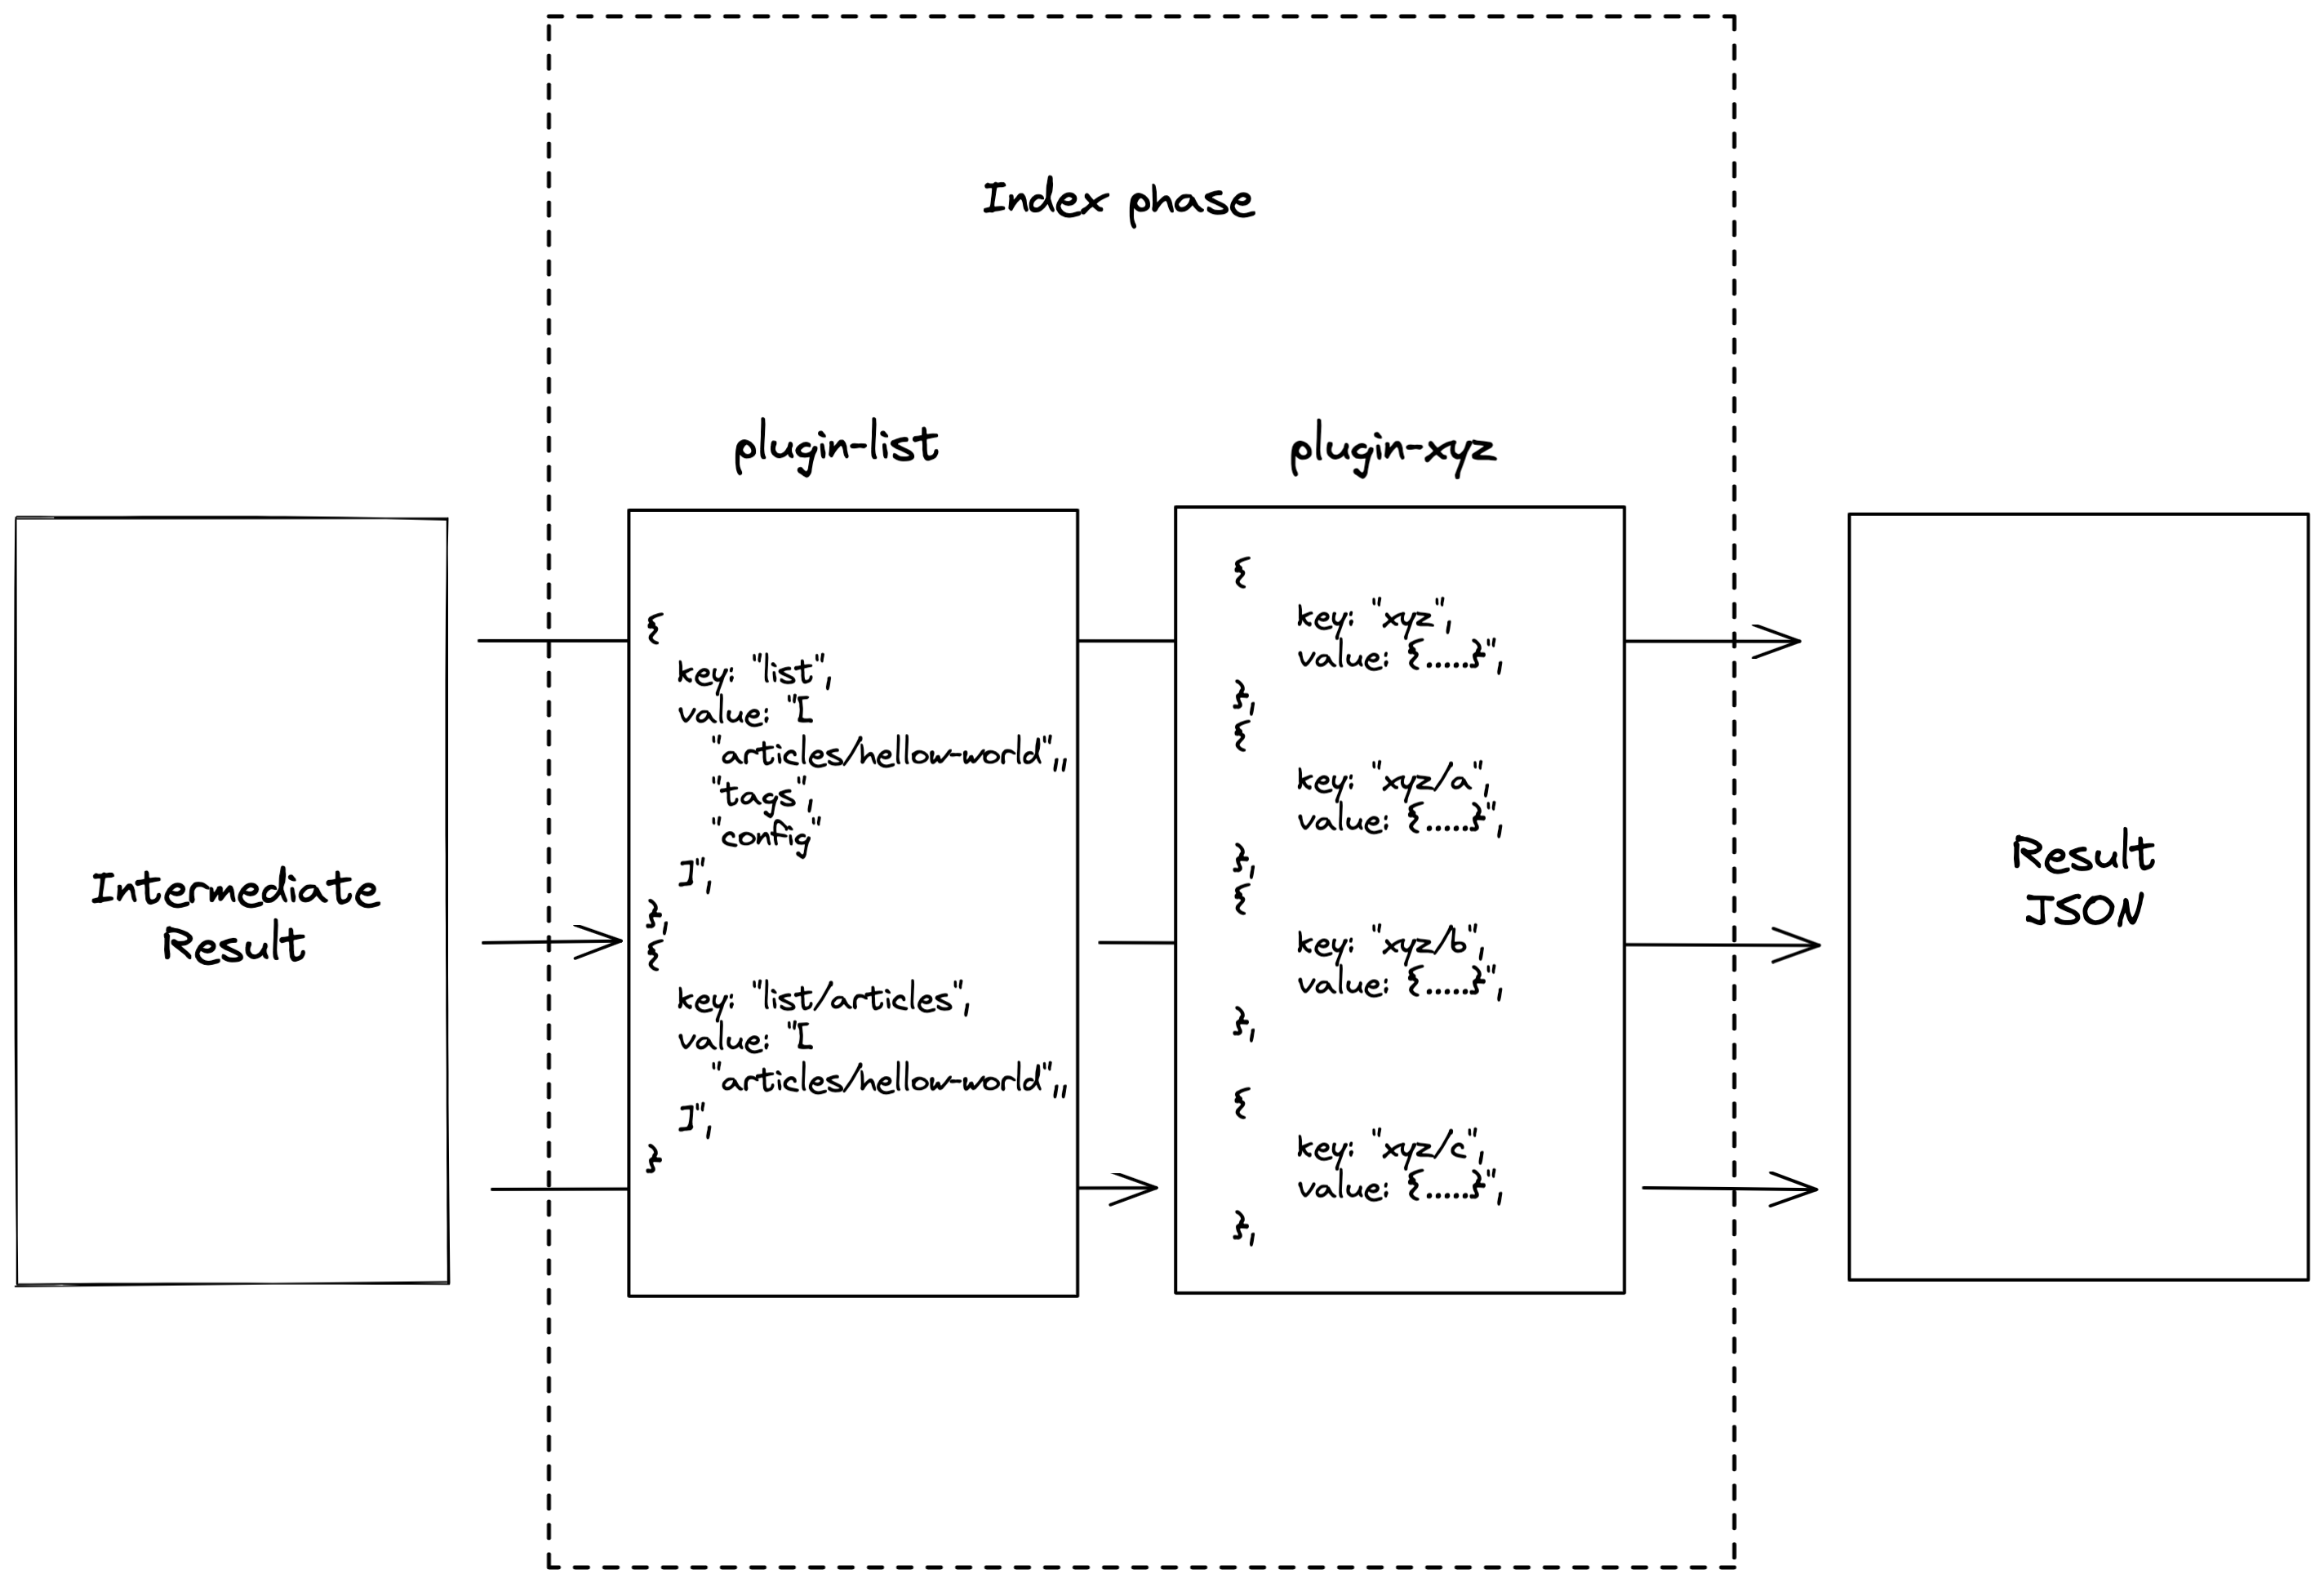 Index phase
plugin-list
plugin-xyz
Intermediate
Result
{
key: "list",
value: "[
"articles/hellow-world",,
"tags",
"config"
]",
},
{
key: "list/articles",
value: "[
"articles/hellow-world",,
]",
}
{
key: "xyz",
value: {.....}",
},
{
key: "xyz/a",
value: {.....}",
},
{
key: "xyz/b",
value: {.....}",
},
{
key: "xyz/c",
value: {.....}",
},
Result
JSON